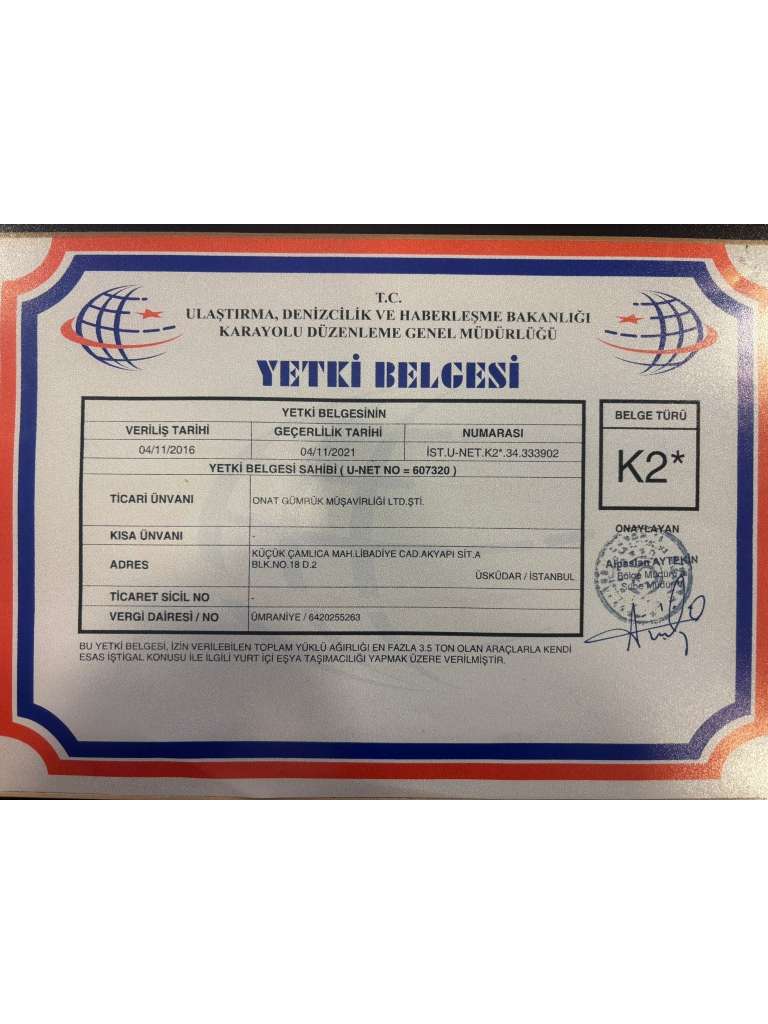 T.C.
ULAŞTIRMA, DENİZCİLİK VE HABERLEŞME BAKANLIĞI
KARAYOLU DÜZENLEME GENEL MÜDÜRLÜĞÜ
YETKİ BELGESİ
YETKİ BELGESİNİN
VERİLİŞ TARİHİ GEÇERLİLİK TARİHİ NUMARASI
04/11/2016 04/11/2021 İST.U-NET.K2*.34.333902
YETKİ BELGESİ SAHİBİ ( U-NET NO = 607320 )
TİCARİ ÜNVANI ONAT GÜMRÜK MÜŞAVİRLİĞİ LTD.ŞTİ.
KISA ÜNVANI -
ADRES KÜÇÜK ÇAMLICA MAH.LİBADİYE CAD.AKYAPI SİT.A
BLK.NO.18 D.2
ÜSKÜDAR / İSTANBUL
TİCARET SİCİL NO -
VERGİ DAİRESİ / NO ÜMRANİYE / 6420255263
BELGE TÜRÜ
K2*
ONAYLAYAN
Alpaslan AYTEKİN
Bölge Müdürü
Şube Müdürü
BU YETKİ BELGESİ, İZİN VERİLEBİLEN TOPLAM YÜKLÜ AĞIRLIĞI EN FAZLA 3.5 TON OLAN ARAÇLARLA KENDİ
ESAS İŞTİGAL KONUSU İLE İLGİLİ YURT İÇİ EŞYA TAŞIMACILIĞI YAPMAK ÜZERE VERİLMİŞTİR.